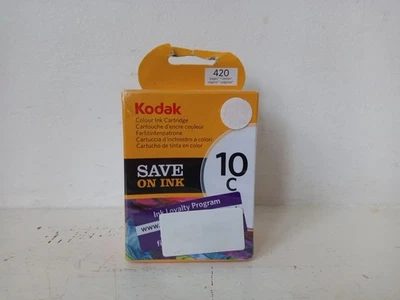 420
Kodak
Colour Ink Cartridge
Cartouche d'encre couleur
Farbtintenpatrone
Cartuccia d'inchiostro a colori
Cartucho de tinta en color
SAVE
ON INK
10
C
Ink Loyalty Program
www.